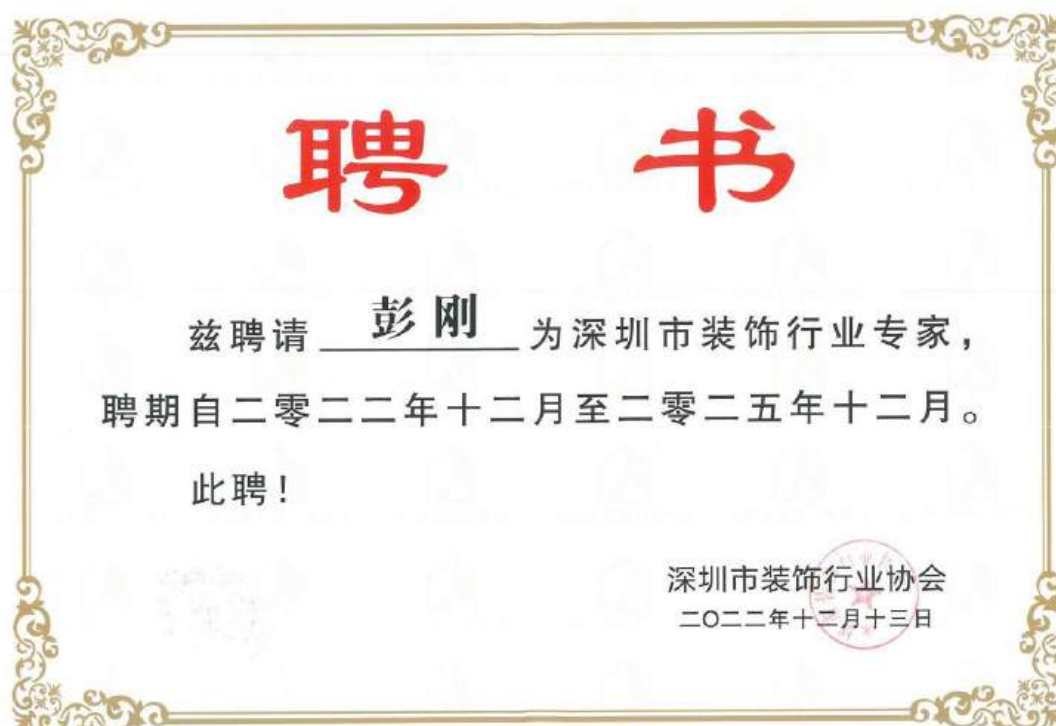 聘 书
兹聘请 彭刚 为深圳市装饰行业专家，
聘期自二零二二年十二月至二零二五年十二月。
此聘！
深圳市装饰行业协会
二〇二二年十二月十三日